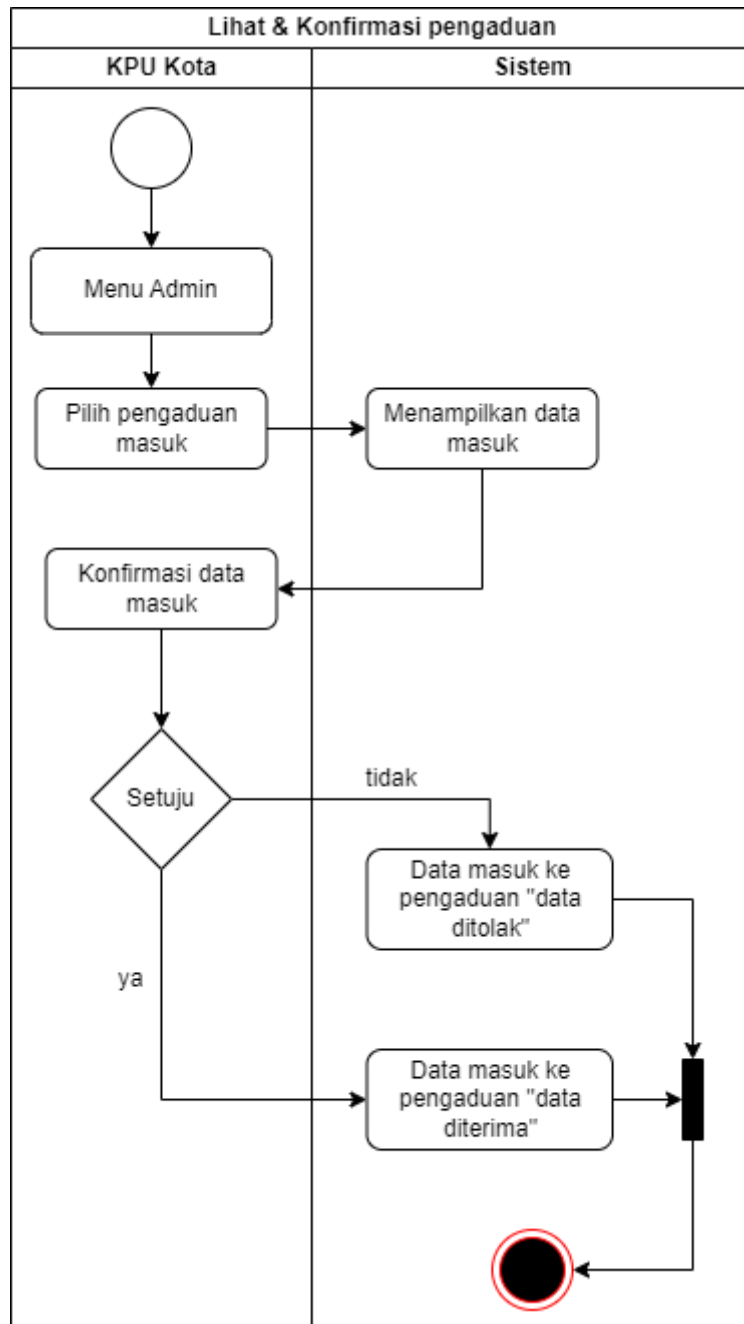 Lihat & Konfirmasi pengaduan
KPU Kota
Sistem
Menu Admin
Pilih pengaduan
masuk
Menampilkan data
masuk
Konfirmasi data
masuk
Setuju
tidak
Data masuk ke
pengaduan "data
ditolak"
ya
Data masuk ke
pengaduan "data
diterima"